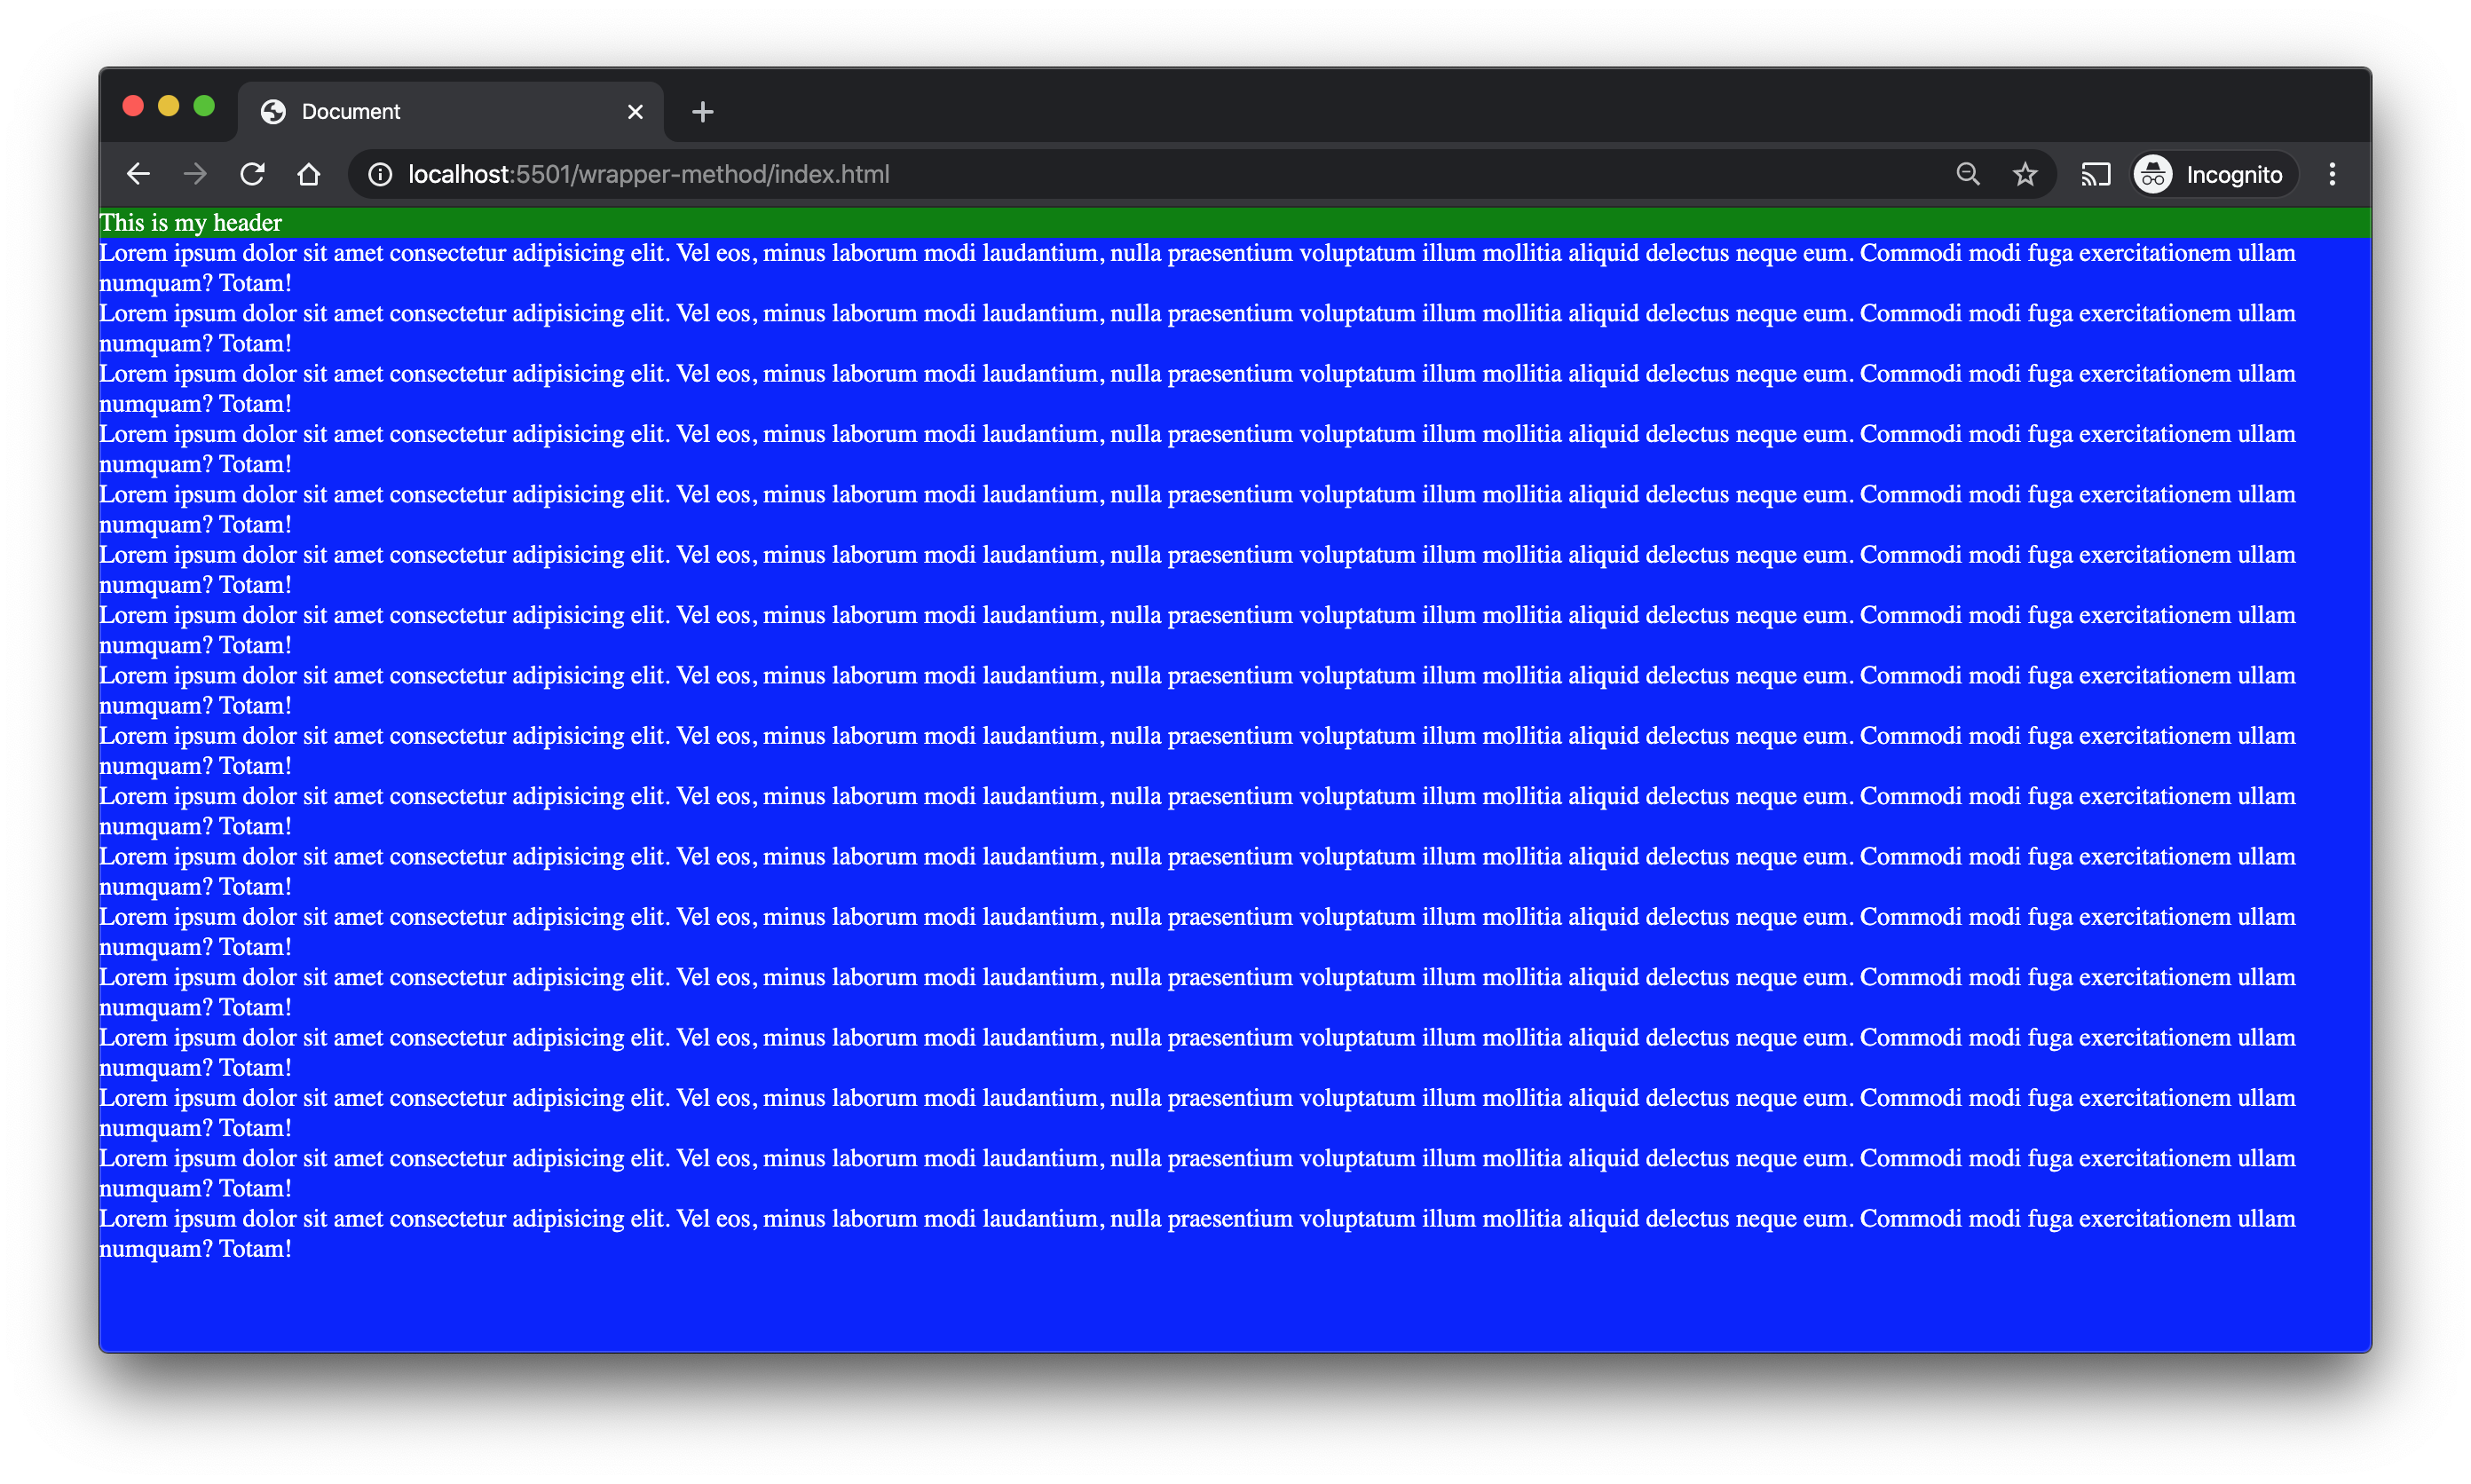 Document
localhost:5501/wrapper-method/index.html
Incognito
This is my header
Lorem ipsum dolor sit amet consectetur adipisicing elit. Vel eos, minus laborum modi laudantium, nulla praesentium voluptatum illum mollitia aliquid delectus neque eum. Commodi modi fuga exercitationem ullam
numquam? Totam!
Lorem ipsum dolor sit amet consectetur adipisicing elit. Vel eos, minus laborum modi laudantium, nulla praesentium voluptatum illum mollitia aliquid delectus neque eum. Commodi modi fuga exercitationem ullam
numquam? Totam!
Lorem ipsum dolor sit amet consectetur adipisicing elit. Vel eos, minus laborum modi laudantium, nulla praesentium voluptatum illum mollitia aliquid delectus neque eum. Commodi modi fuga exercitationem ullam
numquam? Totam!
Lorem ipsum dolor sit amet consectetur adipisicing elit. Vel eos, minus laborum modi laudantium, nulla praesentium voluptatum illum mollitia aliquid delectus neque eum. Commodi modi fuga exercitationem ullam
numquam? Totam!
Lorem ipsum dolor sit amet consectetur adipisicing elit. Vel eos, minus laborum modi laudantium, nulla praesentium voluptatum illum mollitia aliquid delectus neque eum. Commodi modi fuga exercitationem ullam
numquam? Totam!
Lorem ipsum dolor sit amet consectetur adipisicing elit. Vel eos, minus laborum modi laudantium, nulla praesentium voluptatum illum mollitia aliquid delectus neque eum. Commodi modi fuga exercitationem ullam
numquam? Totam!
Lorem ipsum dolor sit amet consectetur adipisicing elit. Vel eos, minus laborum modi laudantium, nulla praesentium voluptatum illum mollitia aliquid delectus neque eum. Commodi modi fuga exercitationem ullam
numquam? Totam!
Lorem ipsum dolor sit amet consectetur adipisicing elit. Vel eos, minus laborum modi laudantium, nulla praesentium voluptatum illum mollitia aliquid delectus neque eum. Commodi modi fuga exercitationem ullam
numquam? Totam!
Lorem ipsum dolor sit amet consectetur adipisicing elit. Vel eos, minus laborum modi laudantium, nulla praesentium voluptatum illum mollitia aliquid delectus neque eum. Commodi modi fuga exercitationem ullam
numquam? Totam!
Lorem ipsum dolor sit amet consectetur adipisicing elit. Vel eos, minus laborum modi laudantium, nulla praesentium voluptatum illum mollitia aliquid delectus neque eum. Commodi modi fuga exercitationem ullam
numquam? Totam!
Lorem ipsum dolor sit amet consectetur adipisicing elit. Vel eos, minus laborum modi laudantium, nulla praesentium voluptatum illum mollitia aliquid delectus neque eum. Commodi modi fuga exercitationem ullam
numquam? Totam!
Lorem ipsum dolor sit amet consectetur adipisicing elit. Vel eos, minus laborum modi laudantium, nulla praesentium voluptatum illum mollitia aliquid delectus neque eum. Commodi modi fuga exercitationem ullam
numquam? Totam!
Lorem ipsum dolor sit amet consectetur adipisicing elit. Vel eos, minus laborum modi laudantium, nulla praesentium voluptatum illum mollitia aliquid delectus neque eum. Commodi modi fuga exercitationem ullam
numquam? Totam!
Lorem ipsum dolor sit amet consectetur adipisicing elit. Vel eos, minus laborum modi laudantium, nulla praesentium voluptatum illum mollitia aliquid delectus neque eum. Commodi modi fuga exercitationem ullam
numquam? Totam!
Lorem ipsum dolor sit amet consectetur adipisicing elit. Vel eos, minus laborum modi laudantium, nulla praesentium voluptatum illum mollitia aliquid delectus neque eum. Commodi modi fuga exercitationem ullam
numquam? Totam!
Lorem ipsum dolor sit amet consectetur adipisicing elit. Vel eos, minus laborum modi laudantium, nulla praesentium voluptatum illum mollitia aliquid delectus neque eum. Commodi modi fuga exercitationem ullam
numquam? Totam!
Lorem ipsum dolor sit amet consectetur adipisicing elit. Vel eos, minus laborum modi laudantium, nulla praesentium voluptatum illum mollitia aliquid delectus neque eum. Commodi modi fuga exercitationem ullam
numquam? Totam!